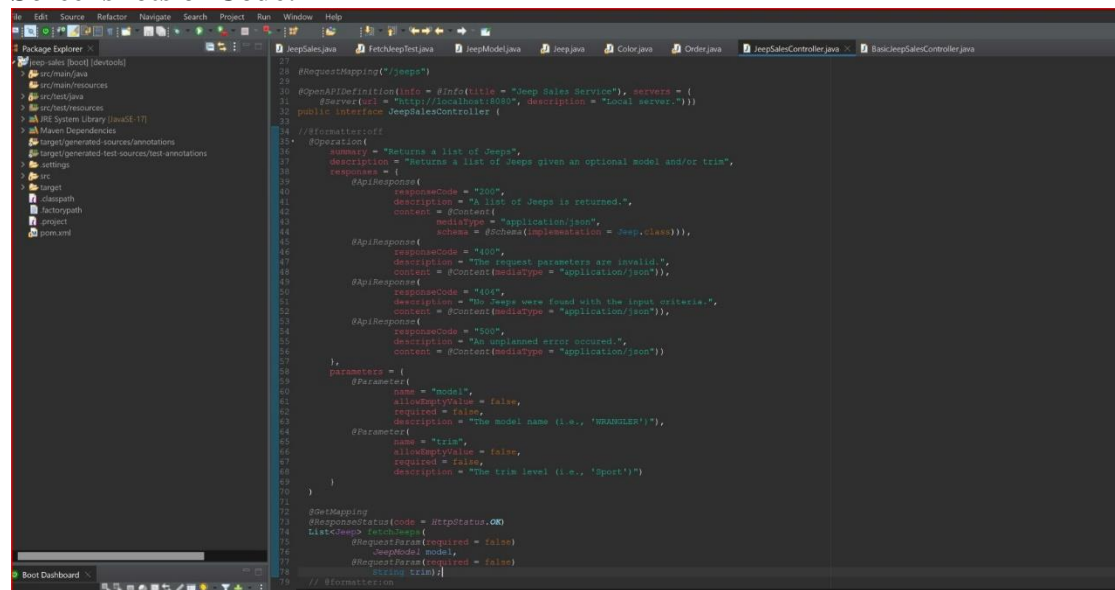 File Edit Source Refactor Navigate Search Project Run Window Help
Package Explorer
jeep-sales [boot] [devtools]
src/main/java
src/main/resources
src/test/java
src/test/resources
JRE System Library [JavaSE-17]
Maven Dependencies
target/generated-sources/annotations
target/generated-test-sources/test-annotations
.settings
src
target
.classpath
.factorypath
.project
pom.xml
Boot Dashboard
JeepSales.java FetchJeepTest.java JeepModel.java Jeep.java Color.java Order.java JeepSalesController.java BasicJeepSalesController.java
27
28 @RequestMapping("/jeeps")
29
30 @OpenAPIDefinition(info = @Info(title = "Jeep Sales Service"), servers = {
31 @Server(url = "http://localhost:8080", description = "Local server.")})
32 public interface JeepSalesController {
33
34 //@formatter:off
35 @Operation(
36 summary = "Returns a list of Jeeps",
37 description = "Returns a list of Jeeps given an optional model and/or trim",
38 responses = {
39 @ApiResponse(
40 responseCode = "200",
41 description = "A list of Jeeps is returned.",
42 content = @Content(
43 mediaType = "application/json",
44 schema = @Schema(implementation = Jeep.class))),
45 @ApiResponse(
46 responseCode = "400",
47 description = "The request parameters are invalid.",
48 content = @Content(mediaType = "application/json")),
49 @ApiResponse(
50 responseCode = "404",
51 description = "No Jeeps were found with the input criteria.",
52 content = @Content(mediaType = "application/json")),
53 @ApiResponse(
54 responseCode = "500",
55 description = "An unplanned error occured.",
56 content = @Content(mediaType = "application/json"))
57 },
58 parameters = {
59 @Parameter(
60 name = "model",
61 allowEmptyValue = false,
62 required = false,
63 description = "The model name (i.e., 'WRANGLER')"),
64 @Parameter(
65 name = "trim",
66 allowEmptyValue = false,
67 required = false,
68 description = "The trim level (i.e., 'Sport')")
69 }
70 )
71
72 @GetMapping
73 @ResponseStatus(code = HttpStatus.OK)
74 List<Jeep> fetchJeeps(
75 @RequestParam(required = false)
76 JeepModel model,
77 @RequestParam(required = false)
78 String trim);
79 // @formatter:on